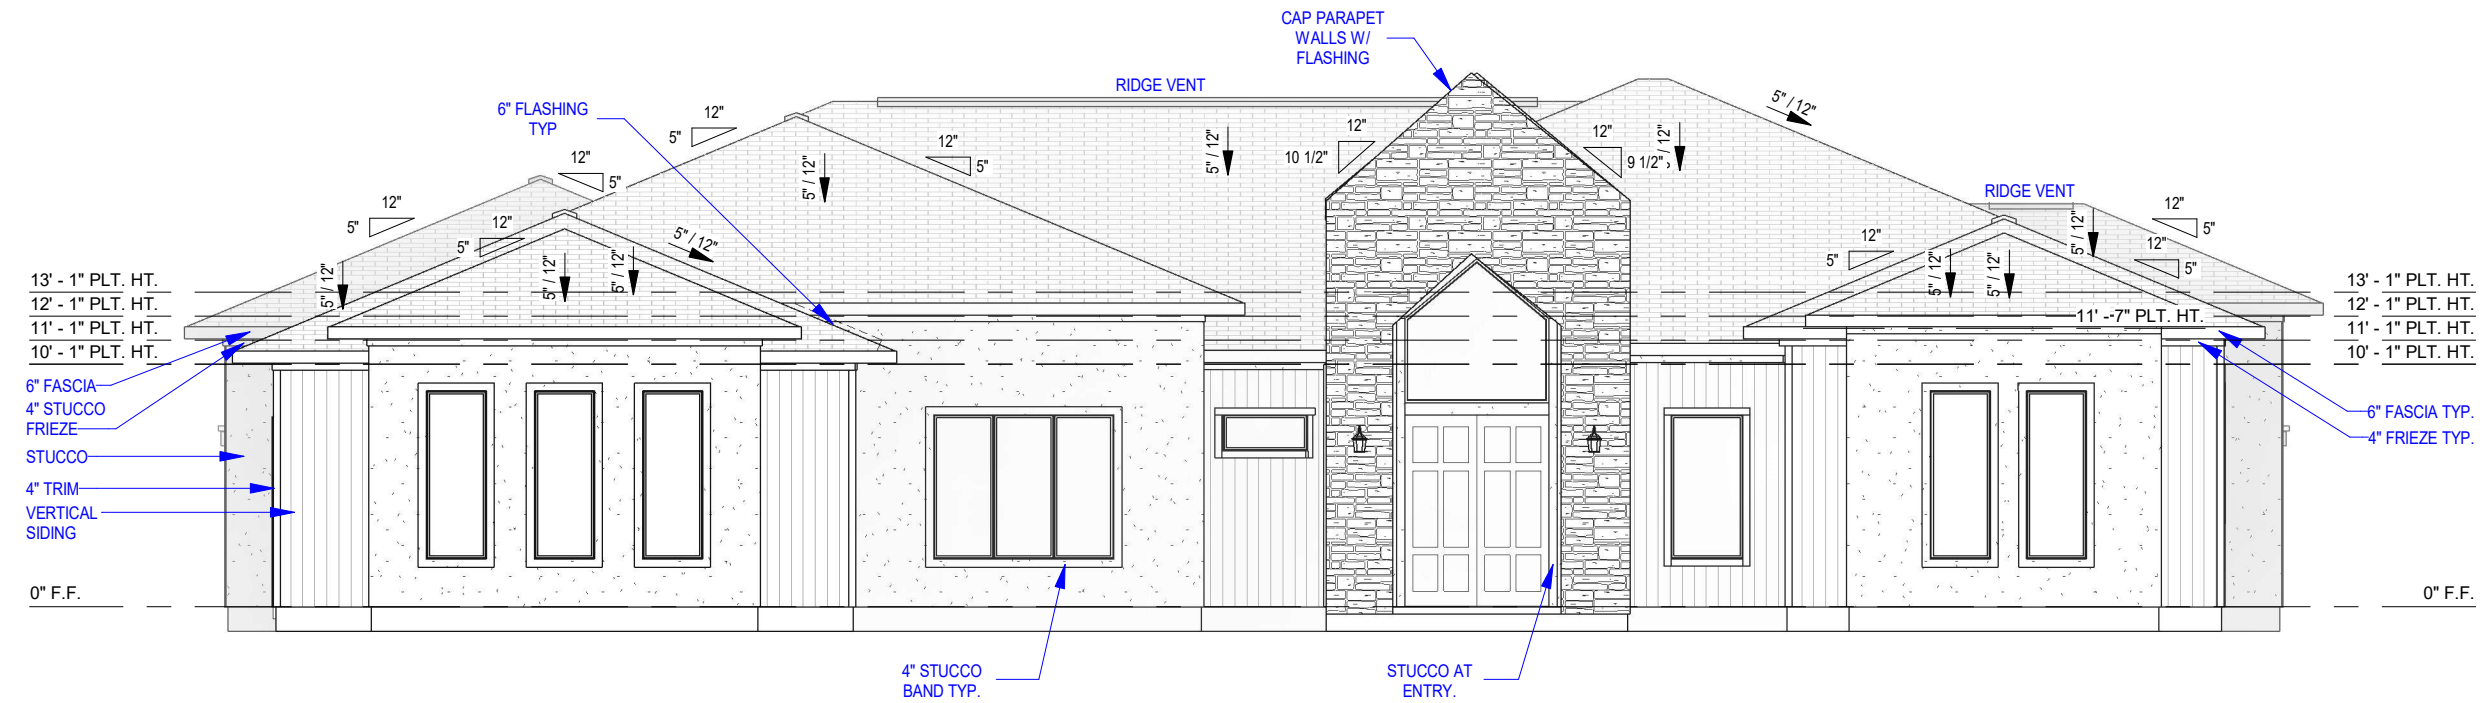 CAP PARAPET
WALLS W/
FLASHING
RIDGE VENT
6" FLASHING
TYP
12"
5"
12"
5"
12"
5"
12"
5"
12"
5"
5" / 12"
5" / 12"
5" / 12"
5" / 12"
5" / 12"
5" / 12"
12"
10 1/2"
12"
9 1/2"
5" / 12"
5" / 12"
RIDGE VENT
12"
5"
12"
5"
12"
5"
5" / 12"
5" / 12"
5" / 12"
13' - 1" PLT. HT.
12' - 1" PLT. HT.
11' - 1" PLT. HT.
10' - 1" PLT. HT.
13' - 1" PLT. HT.
12' - 1" PLT. HT.
11' - 1" PLT. HT.
10' - 1" PLT. HT.
11' - 7" PLT. HT.
6" FASCIA
4" STUCCO
FRIEZE
STUCCO
4" TRIM
VERTICAL
SIDING
6" FASCIA TYP.
4" FRIEZE TYP.
0" F.F.
0" F.F.
4" STUCCO
BAND TYP.
STUCCO AT
ENTRY.